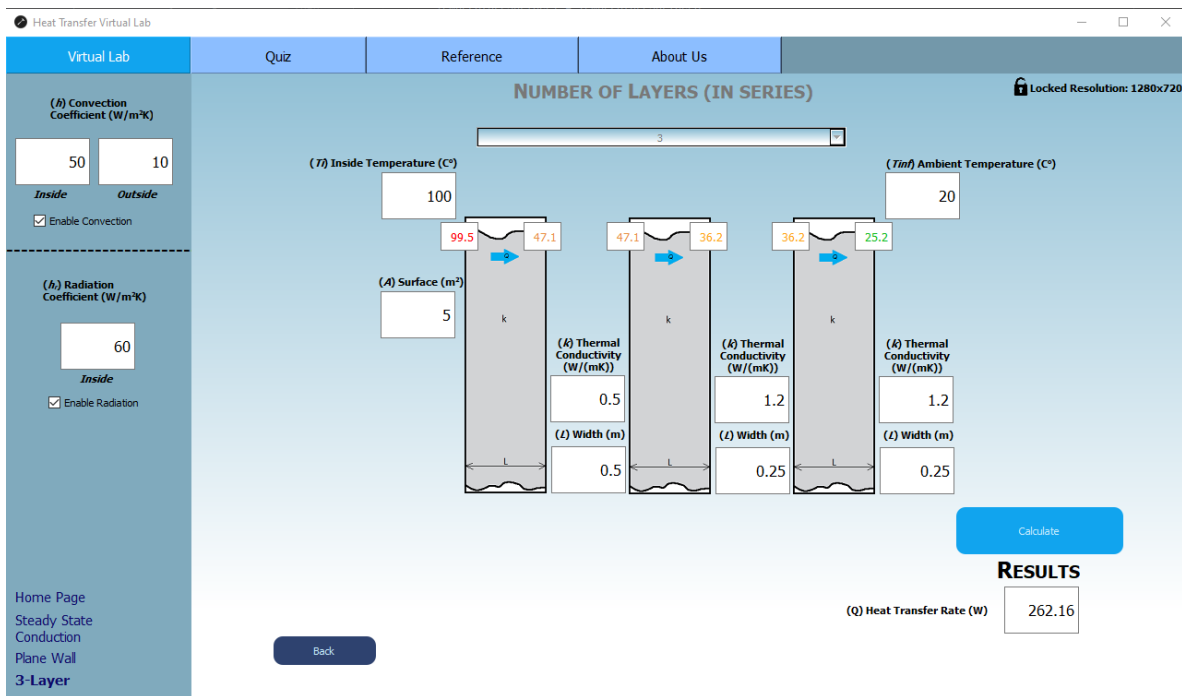 Heat Transfer Virtual Lab
Virtual Lab
Quiz
Reference
About Us
(h) Convection
Coefficient (W/m²K)
50
10
Inside
Outside
Enable Convection
(hᵣ) Radiation
Coefficient (W/m²K)
60
Inside
Enable Radiation
Home Page
Steady State
Conduction
Plane Wall
3-Layer
NUMBER OF LAYERS (IN SERIES)
Locked Resolution: 1280x720
3
(Ti) Inside Temperature (C°)
100
(Tinf) Ambient Temperature (C°)
20
99.5
47.1
47.1
36.2
36.2
25.2
Q
Q
Q
(A) Surface (m²)
5
k
k
k
(k) Thermal
Conductivity
(W/(mK))
0.5
(L) Width (m)
0.5
(k) Thermal
Conductivity
(W/(mK))
1.2
(L) Width (m)
0.25
(k) Thermal
Conductivity
(W/(mK))
1.2
(L) Width (m)
0.25
L
L
L
Calculate
RESULTS
(Q) Heat Transfer Rate (W)
262.16
Back